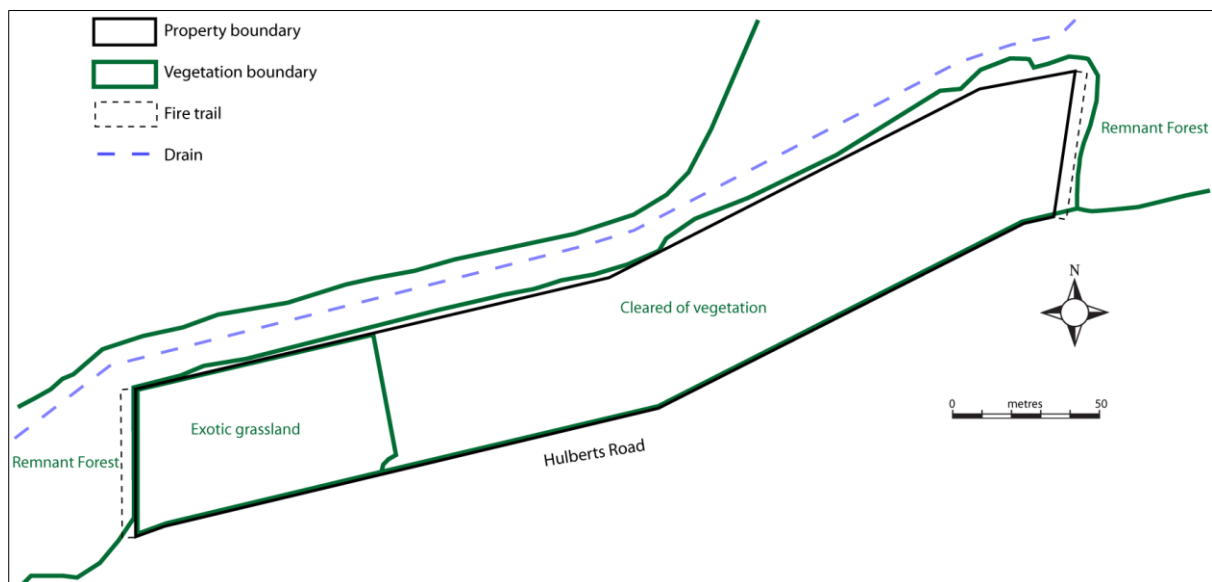 Property boundary
Vegetation boundary
Fire trail
Drain
Remnant Forest
N
Cleared of vegetation
0 metres 50
Exotic grassland
Hulberts Road
Remnant Forest